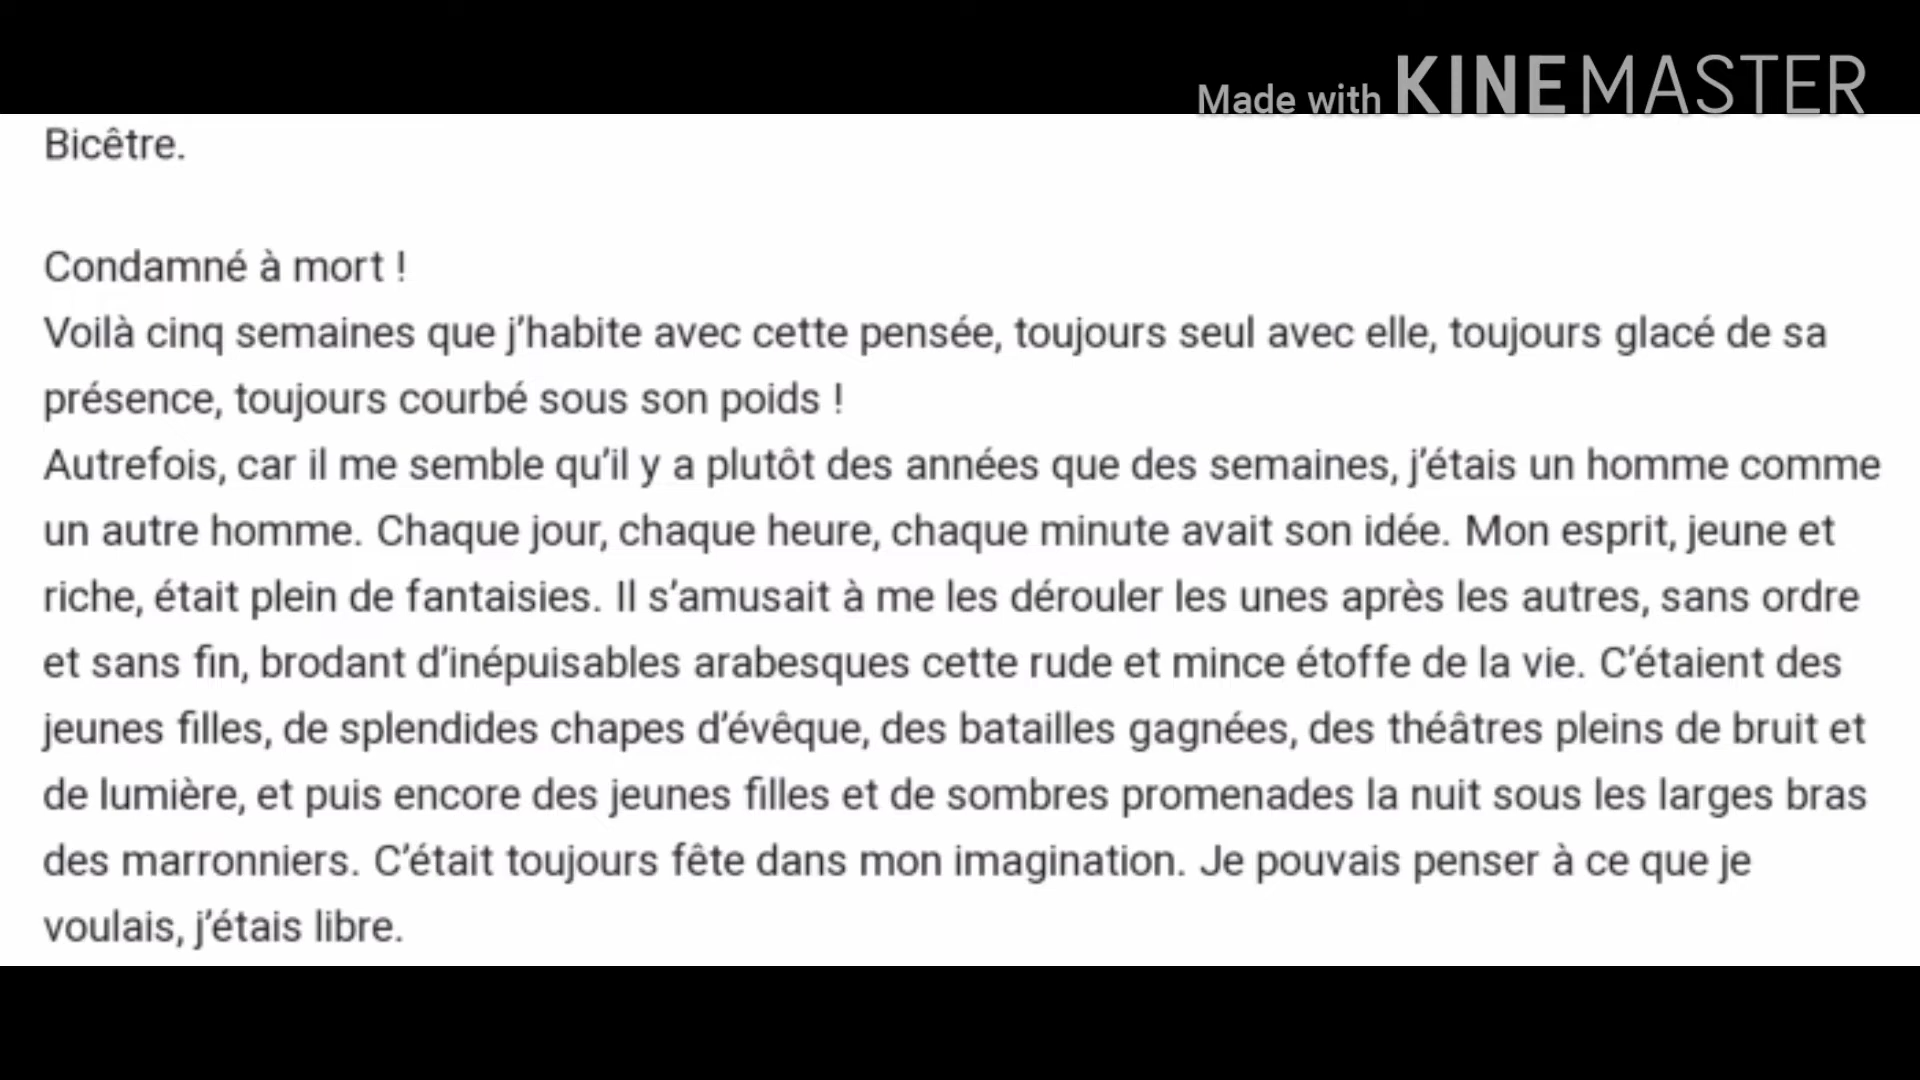 Made with KINEMASTER
Bicêtre.
Condamné à mort !
Voilà cinq semaines que j’habite avec cette pensée, toujours seul avec elle, toujours glacé de sa
présence, toujours courbé sous son poids !
Autrefois, car il me semble qu’il y a plutôt des années que des semaines, j’étais un homme comme
un autre homme. Chaque jour, chaque heure, chaque minute avait son idée. Mon esprit, jeune et
riche, était plein de fantaisies. Il s’amusait à me les dérouler les unes après les autres, sans ordre
et sans fin, brodant d’inépuisables arabesques cette rude et mince étoffe de la vie. C’étaient des
jeunes filles, de splendides chapes d’évêque, des batailles gagnées, des théâtres pleins de bruit et
de lumière, et puis encore des jeunes filles et de sombres promenades la nuit sous les larges bras
des marronniers. C’était toujours fête dans mon imagination. Je pouvais penser à ce que je
voulais, j’étais libre.